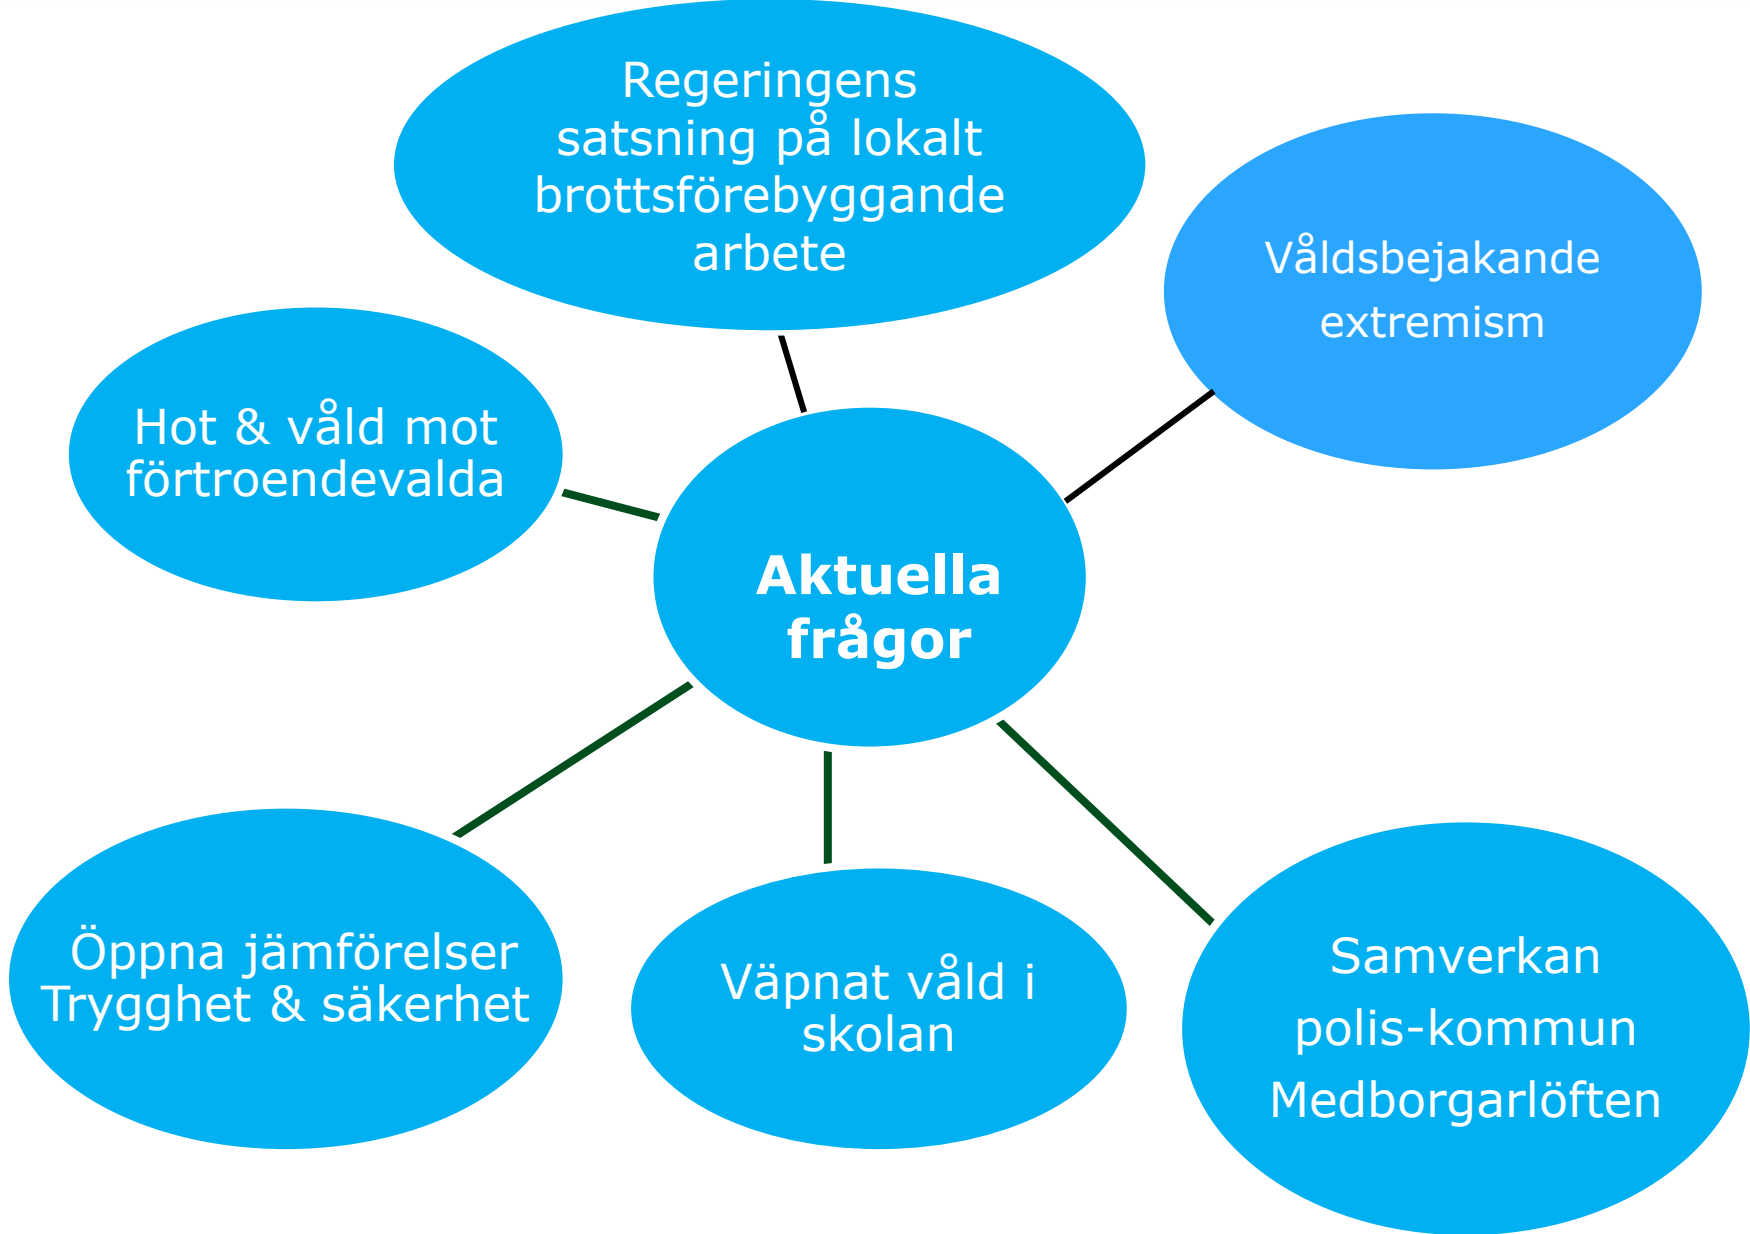 Regeringens
satsning på lokalt
brottsförebyggande
arbete
Våldsbejakande
extremism
Hot & våld mot
förtroendevalda
Aktuella
frågor
Öppna jämförelser
Trygghet & säkerhet
Väpnat våld i
skolan
Samverkan
polis-kommun
Medborgarlöften